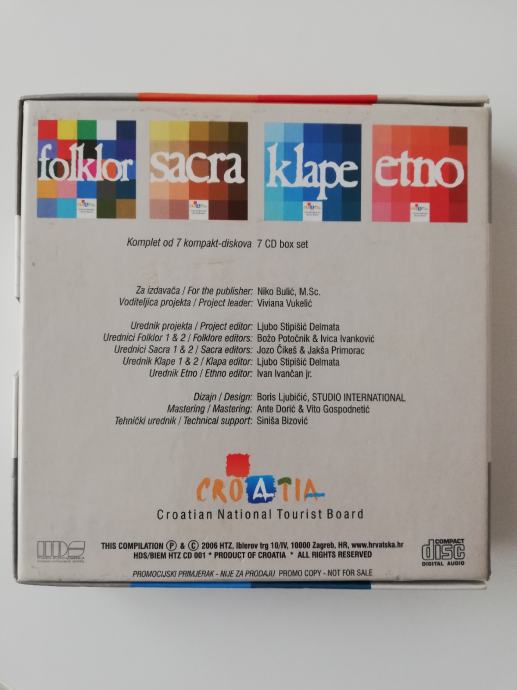 folklor sacra klape etno
Komplet od 7 kompakt-diskova 7 CD box set
Za izdavača / For the publisher: Niko Bulić, M.Sc.
Voditeljica projekta / Project leader: Viviana Vukelić
Urednik projekta / Project editor: Ljubo Stipišić Delmata
Urednici Folklor 1 & 2 / Folklore editors: Božo Potočnik & Ivica Ivanković
Urednici Sacra 1 & 2 / Sacra editors: Jozo Čikeš & Jakša Primorac
Urednik Klape 1 & 2 / Klapa editor: Ljubo Stipišić Delmata
Urednik Etno / Ethno editor: Ivan Ivančan jr.
Dizajn / Design: Boris Ljubičić, STUDIO INTERNATIONAL
Mastering / Mastering: Ante Dorić & Vito Gospodnetić
Tehnički urednik / Technical support: Siniša Bizović
CROATIA
Croatian National Tourist Board
HDS
THIS COMPILATION Ⓟ & © 2006 HTZ, Iblerov trg 10/IV, 10000 Zagreb, HR, www.hrvatska.hr
HDS/BIEM HTZ CD 001 * PRODUCT OF CROATIA * ALL RIGHTS RESERVED
COMPACT
disc
DIGITAL AUDIO
PROMOCIJSKI PRIMJERAK - NIJE ZA PRODAJU PROMO COPY - NOT FOR SALE